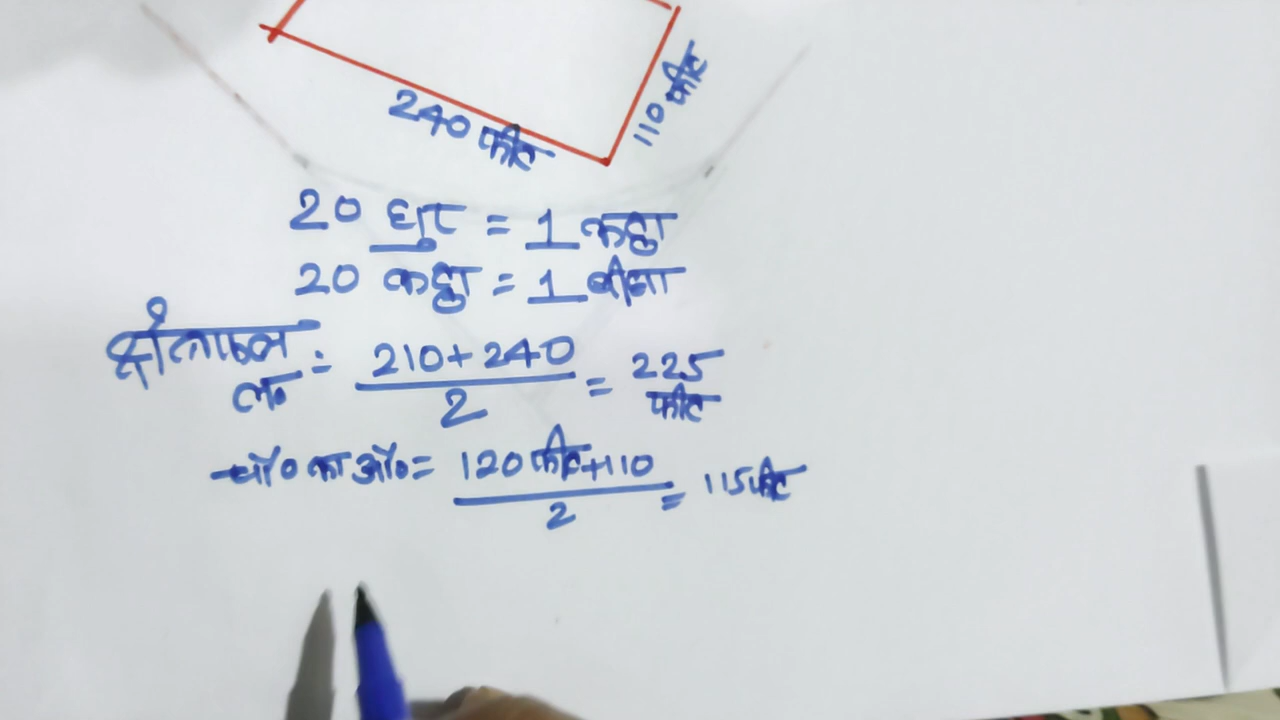 240 फीट
110 फीट
20 धुर = 1 कट्ठा
20 कट्ठा = 1 बीघा
क्षेत्रफल
ल० = 210+240 / 2 = 225 फीट
चौ० का औ० = 120 फीट+110 / 2 = 115 फीट